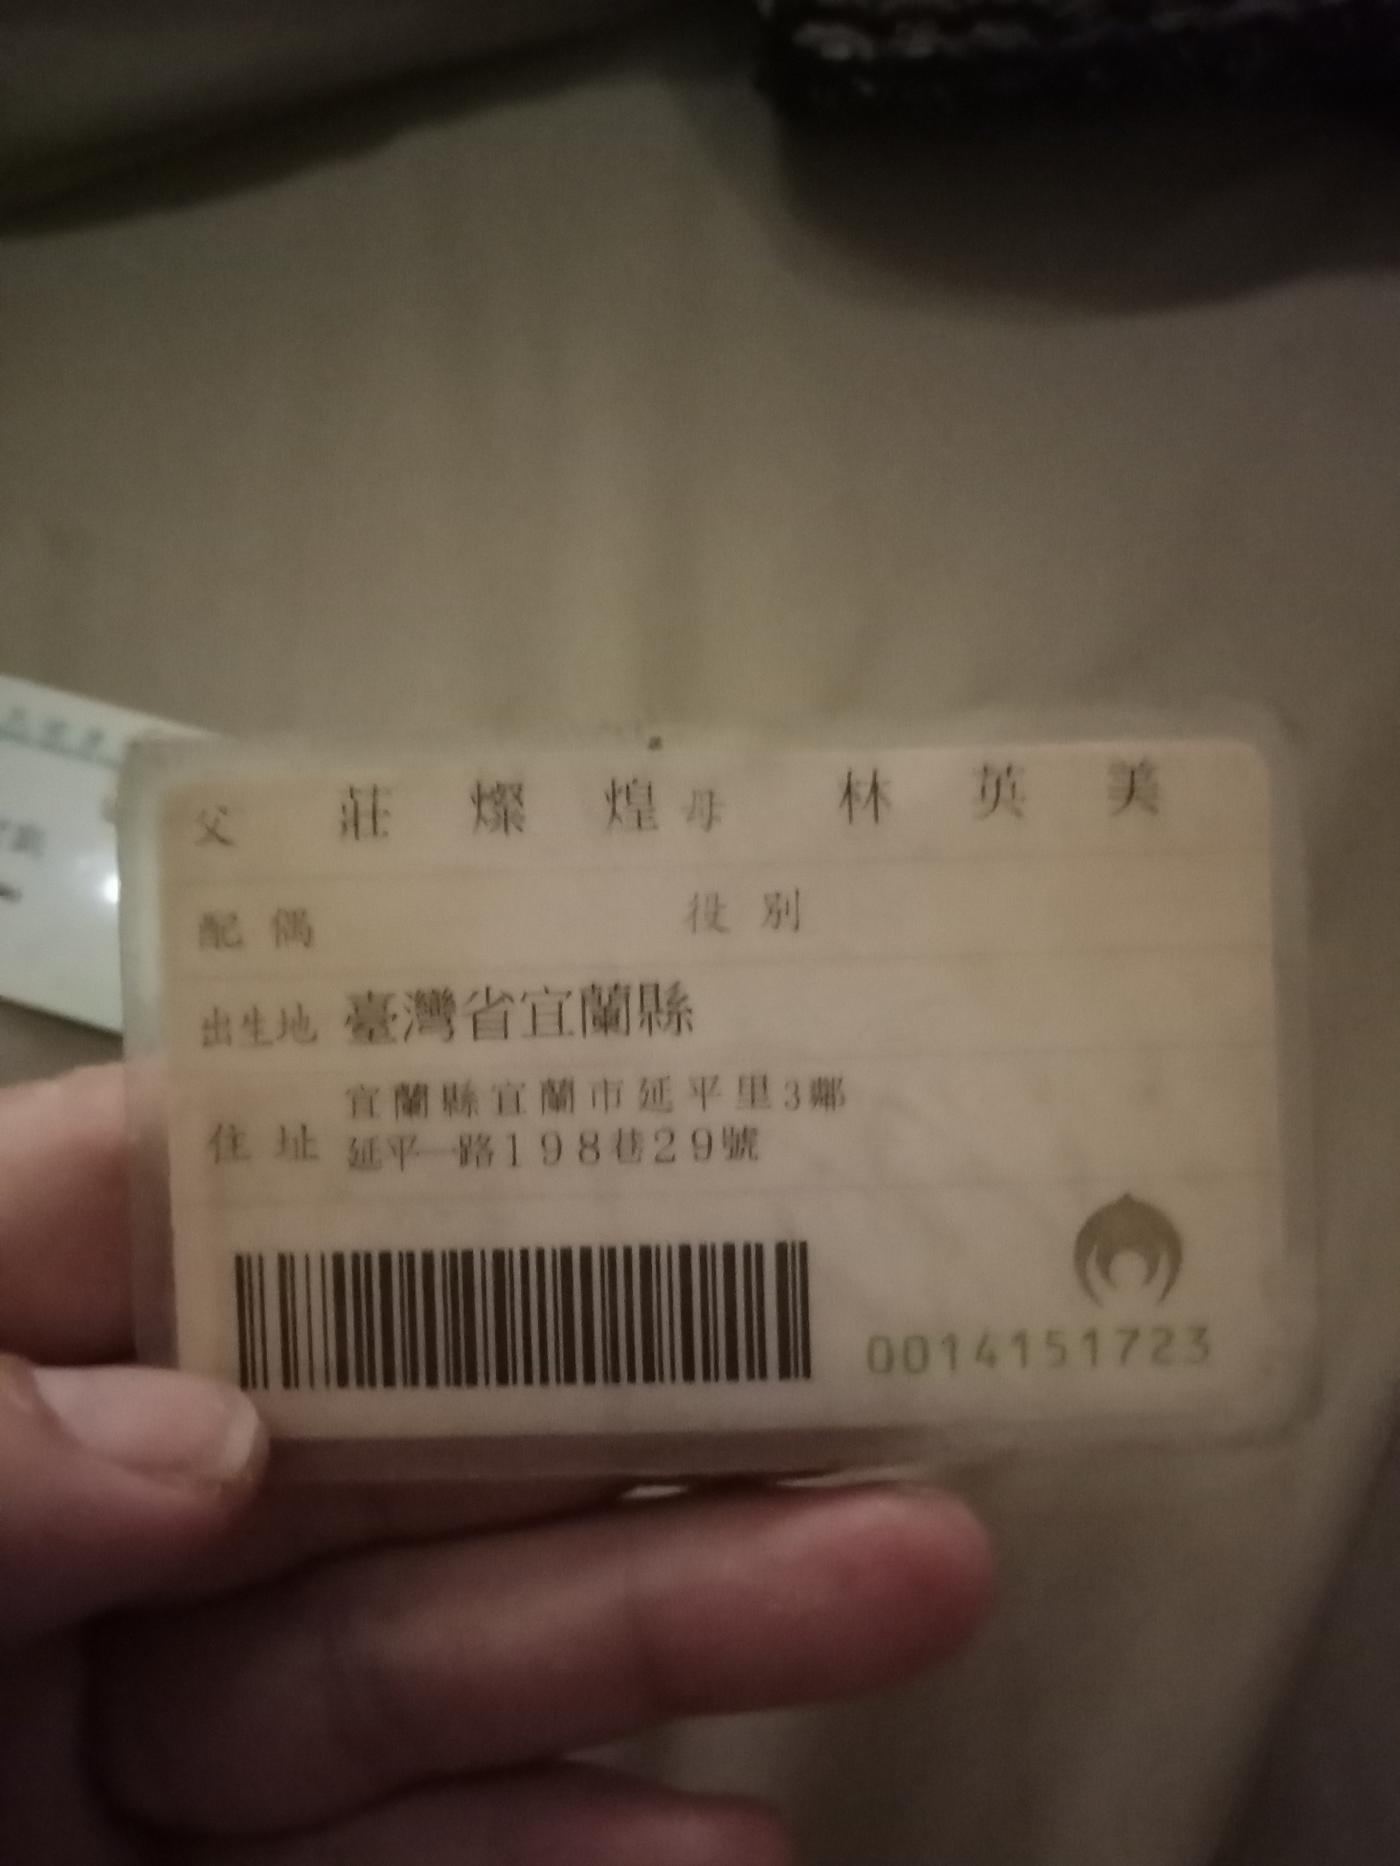 父 莊燦煌 母 林英美
配偶 役別
出生地 臺灣省宜蘭縣
住址 宜蘭縣宜蘭市延平里3鄰
延平一路198巷29號
0014151723